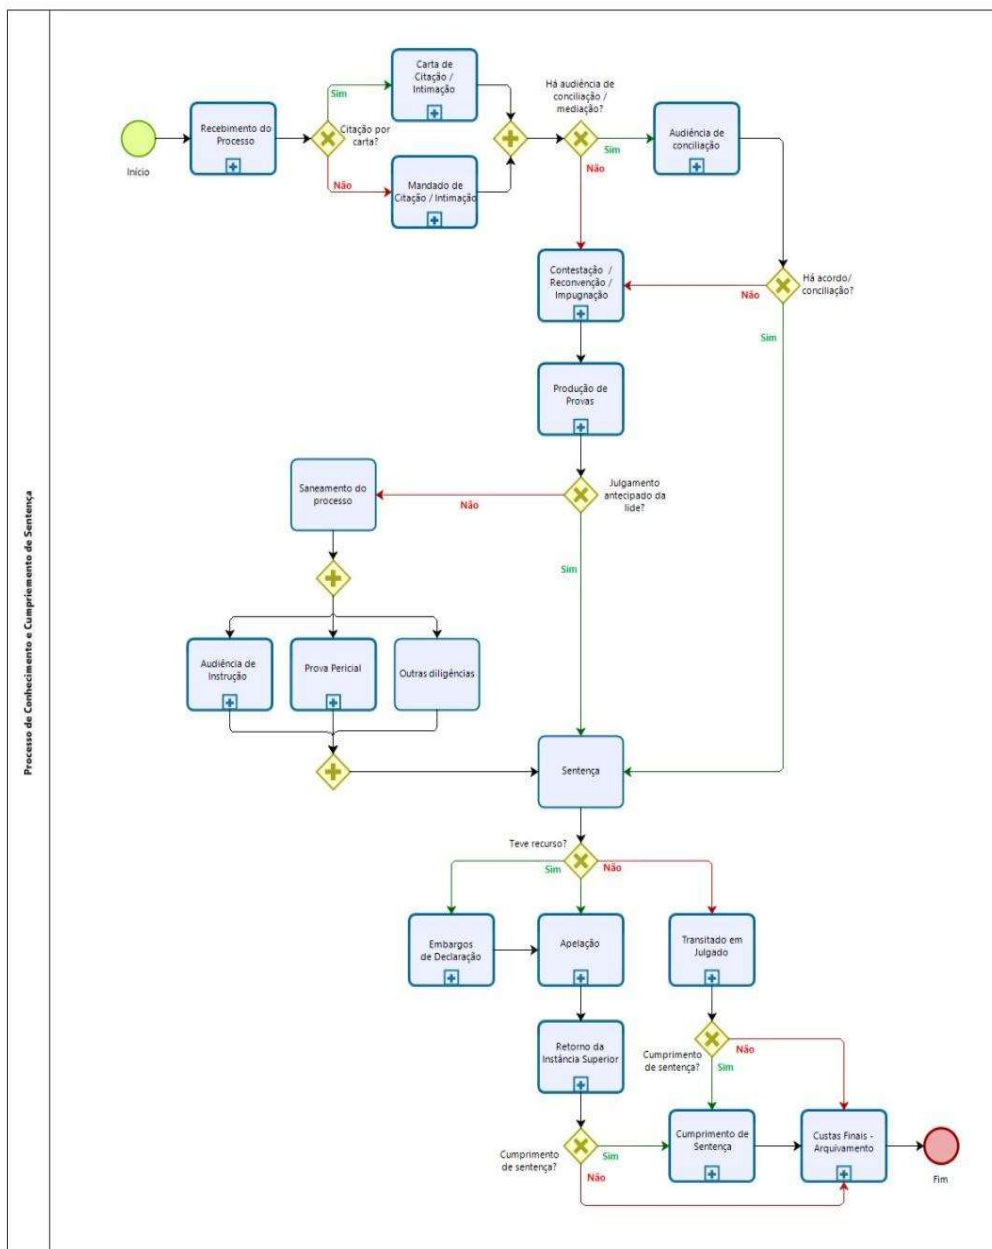 Processo de Conhecimento e Cumpriemento de Sentença
Início
Recebimento do
Processo
Citação por
carta?
Sim
Carta de
Citação /
Intimação
Não
Mandado de
Citação / Intimação
Há audiência de
conciliação /
mediação?
Sim
Audiência de
conciliação
Não
Contestação /
Reconvenção /
Impugnação
Não
Há acordo/
conciliação?
Sim
Produção de
Provas
Saneamento do
processo
Não
Julgamento
antecipado da
lide?
Sim
Audiência de
Instrução
Prova Pericial
Outras diligências
Sentença
Teve recurso?
Sim
Não
Embargos
de Declaração
Apelação
Transitado em
Julgado
Retorno da
Instância Superior
Cumprimento
de sentença?
Não
Sim
Cumprimento
de sentença?
Sim
Não
Cumprimento de
Sentença
Custas Finais -
Arquivamento
Fim